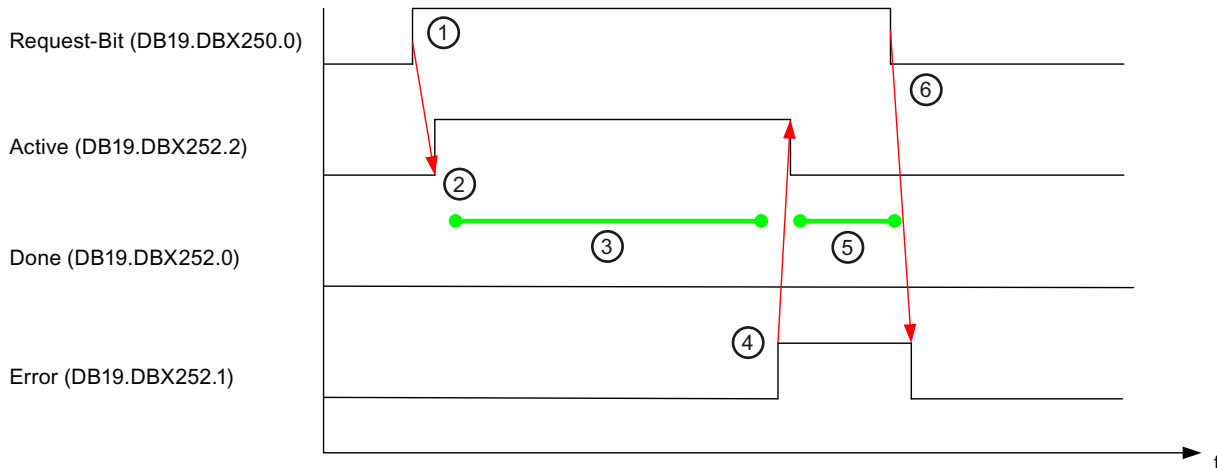 Request-Bit (DB19.DBX250.0)
①
⑥
Active (DB19.DBX252.2)
②
③
⑤
Done (DB19.DBX252.0)
④
Error (DB19.DBX252.1)
t